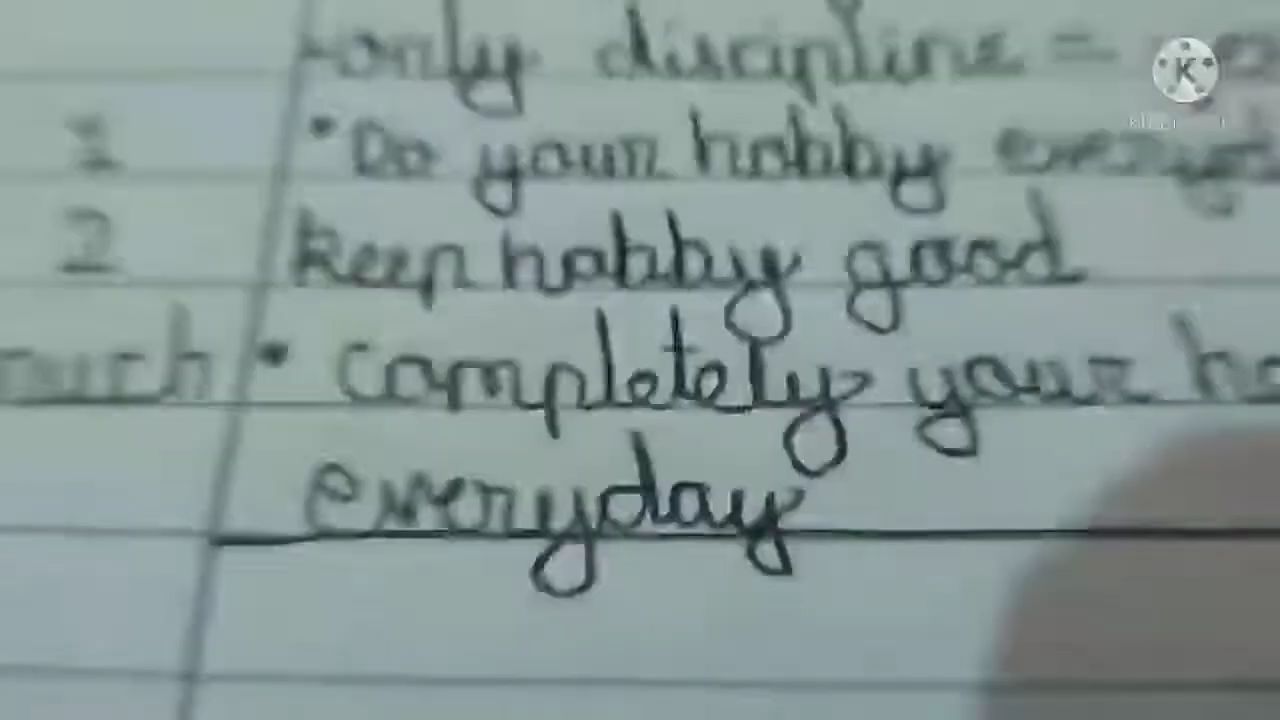 only discipline =
1 • Do your hobby
2 keep hobby good
• completely your
everyday
K